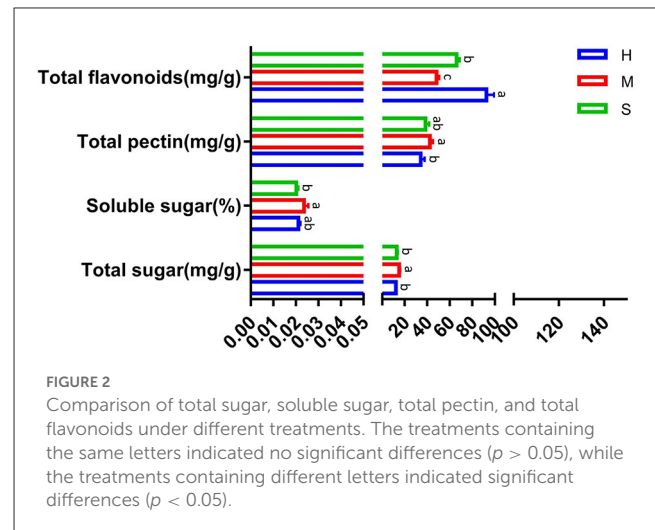 H
M
S
b
Total flavonoids(mg/g)
c
a
ab
Total pectin(mg/g)
a
b
b
Soluble sugar(%)
a
ab
b
Total sugar(mg/g)
a
b
0.00 0.01 0.02 0.03 0.04 0.05 20 40 60 80 100 100 120 140
FIGURE 2
Comparison of total sugar, soluble sugar, total pectin, and total
flavonoids under different treatments. The treatments containing
the same letters indicated no significant differences (p > 0.05), while
the treatments containing different letters indicated significant
differences (p < 0.05).